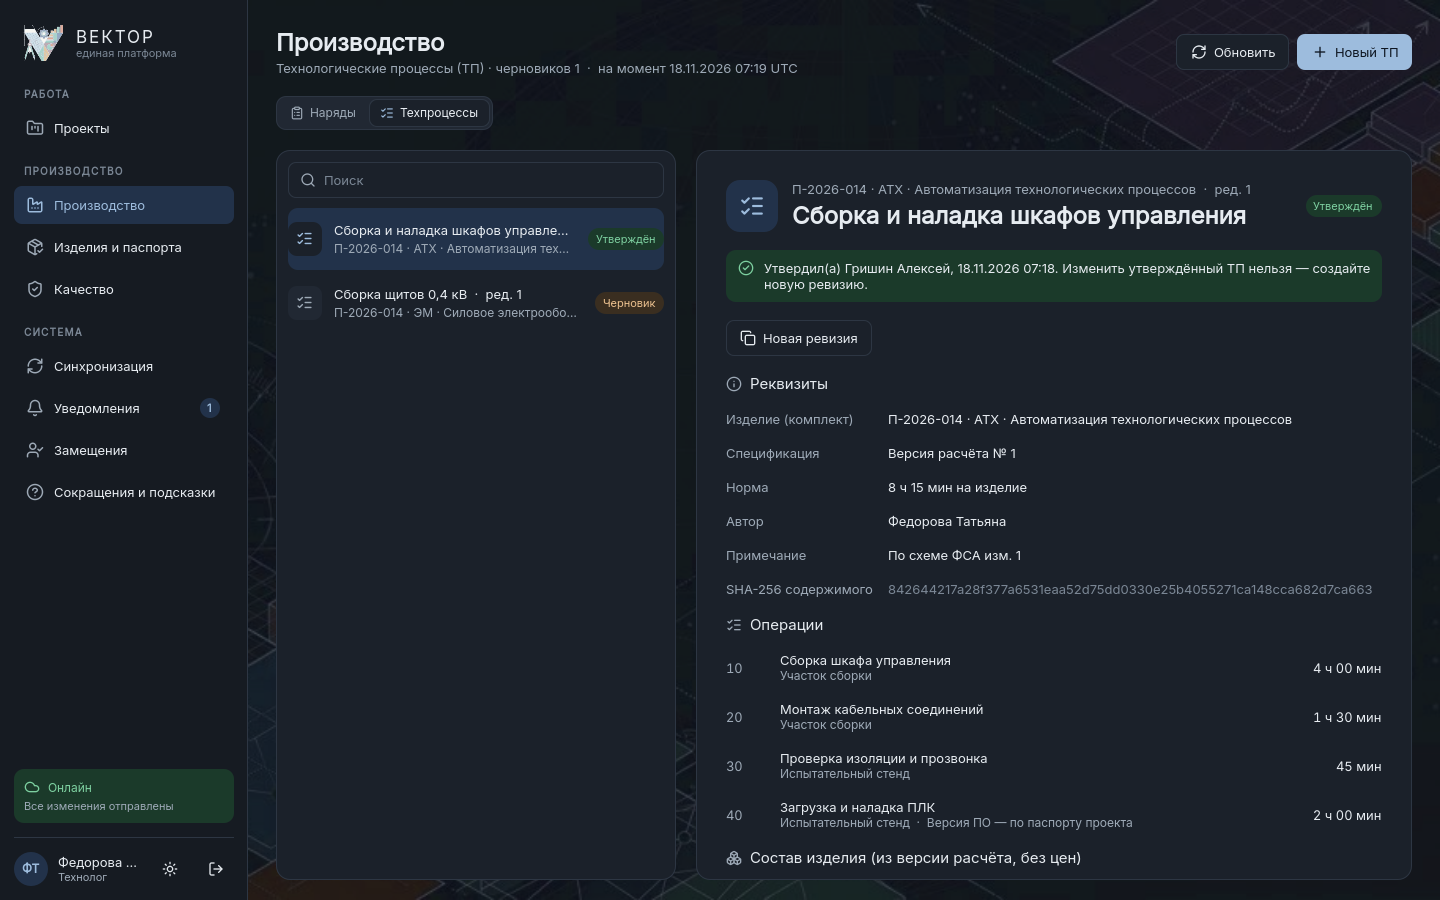 ВЕКТОР
единая платформа
РАБОТА
Проекты
ПРОИЗВОДСТВО
Производство
Изделия и паспорта
Качество
СИСТЕМА
Синхронизация
Уведомления 1
Замещения
Сокращения и подсказки
Онлайн
Все изменения отправлены
ФТ
Федорова ...
Технолог
Производство
Технологические процессы (ТП) · черновиков 1 · на момент 18.11.2026 07:19 UTC
Обновить
Новый ТП
Наряды
Техпроцессы
Поиск
Сборка и наладка шкафов управле...
П-2026-014 · АТХ · Автоматизация тех...
Утверждён
Сборка щитов 0,4 кВ · ред. 1
П-2026-014 · ЭМ · Силовое электрообо...
Черновик
П-2026-014 · АТХ · Автоматизация технологических процессов · ред. 1
Сборка и наладка шкафов управления
Утверждён
Утвердил(а) Гришин Алексей, 18.11.2026 07:18. Изменить утверждённый ТП нельзя — создайте
новую ревизию.
Новая ревизия
Реквизиты
Изделие (комплект) П-2026-014 · АТХ · Автоматизация технологических процессов
Спецификация Версия расчёта № 1
Норма 8 ч 15 мин на изделие
Автор Федорова Татьяна
Примечание По схеме ФСА изм. 1
SHA-256 содержимого 842644217a28f377a6531eaa52d75dd0330e25b4055271ca148cca682d7ca663
Операции
10 Сборка шкафа управления 4 ч 00 мин
Участок сборки
20 Монтаж кабельных соединений 1 ч 30 мин
Участок сборки
30 Проверка изоляции и прозвонка 45 мин
Испытательный стенд
40 Загрузка и наладка ПЛК 2 ч 00 мин
Испытательный стенд · Версия ПО — по паспорту проекта
Состав изделия (из версии расчёта, без цен)